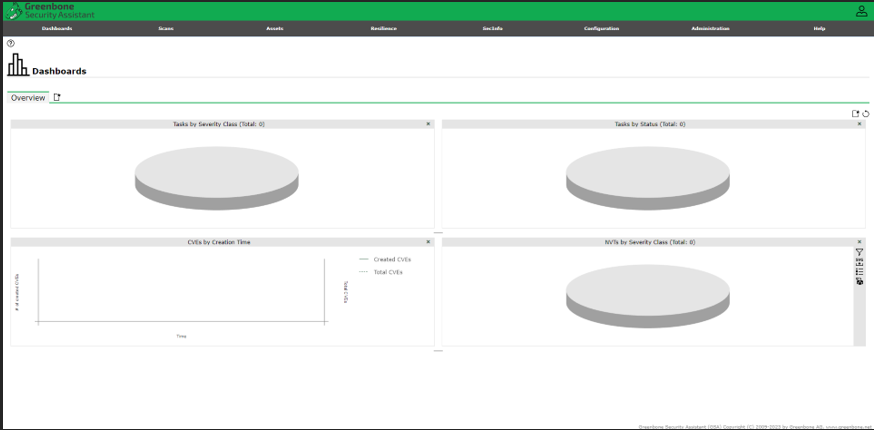 Greenbone
Security Assistant
Dashboards Scans Assets Resilience SecInfo Configuration Administration Help
Dashboards
Overview
Tasks by Severity Class (Total: 0)
Tasks by Status (Total: 0)
CVEs by Creation Time
# of created CVEs
Time
Total CVEs
Created CVEs
Total CVEs
NVTs by Severity Class (Total: 0)
Greenbone Security Assistant (GSA) Copyright (C) 2009-2023 by Greenbone AG, www.greenbone.net